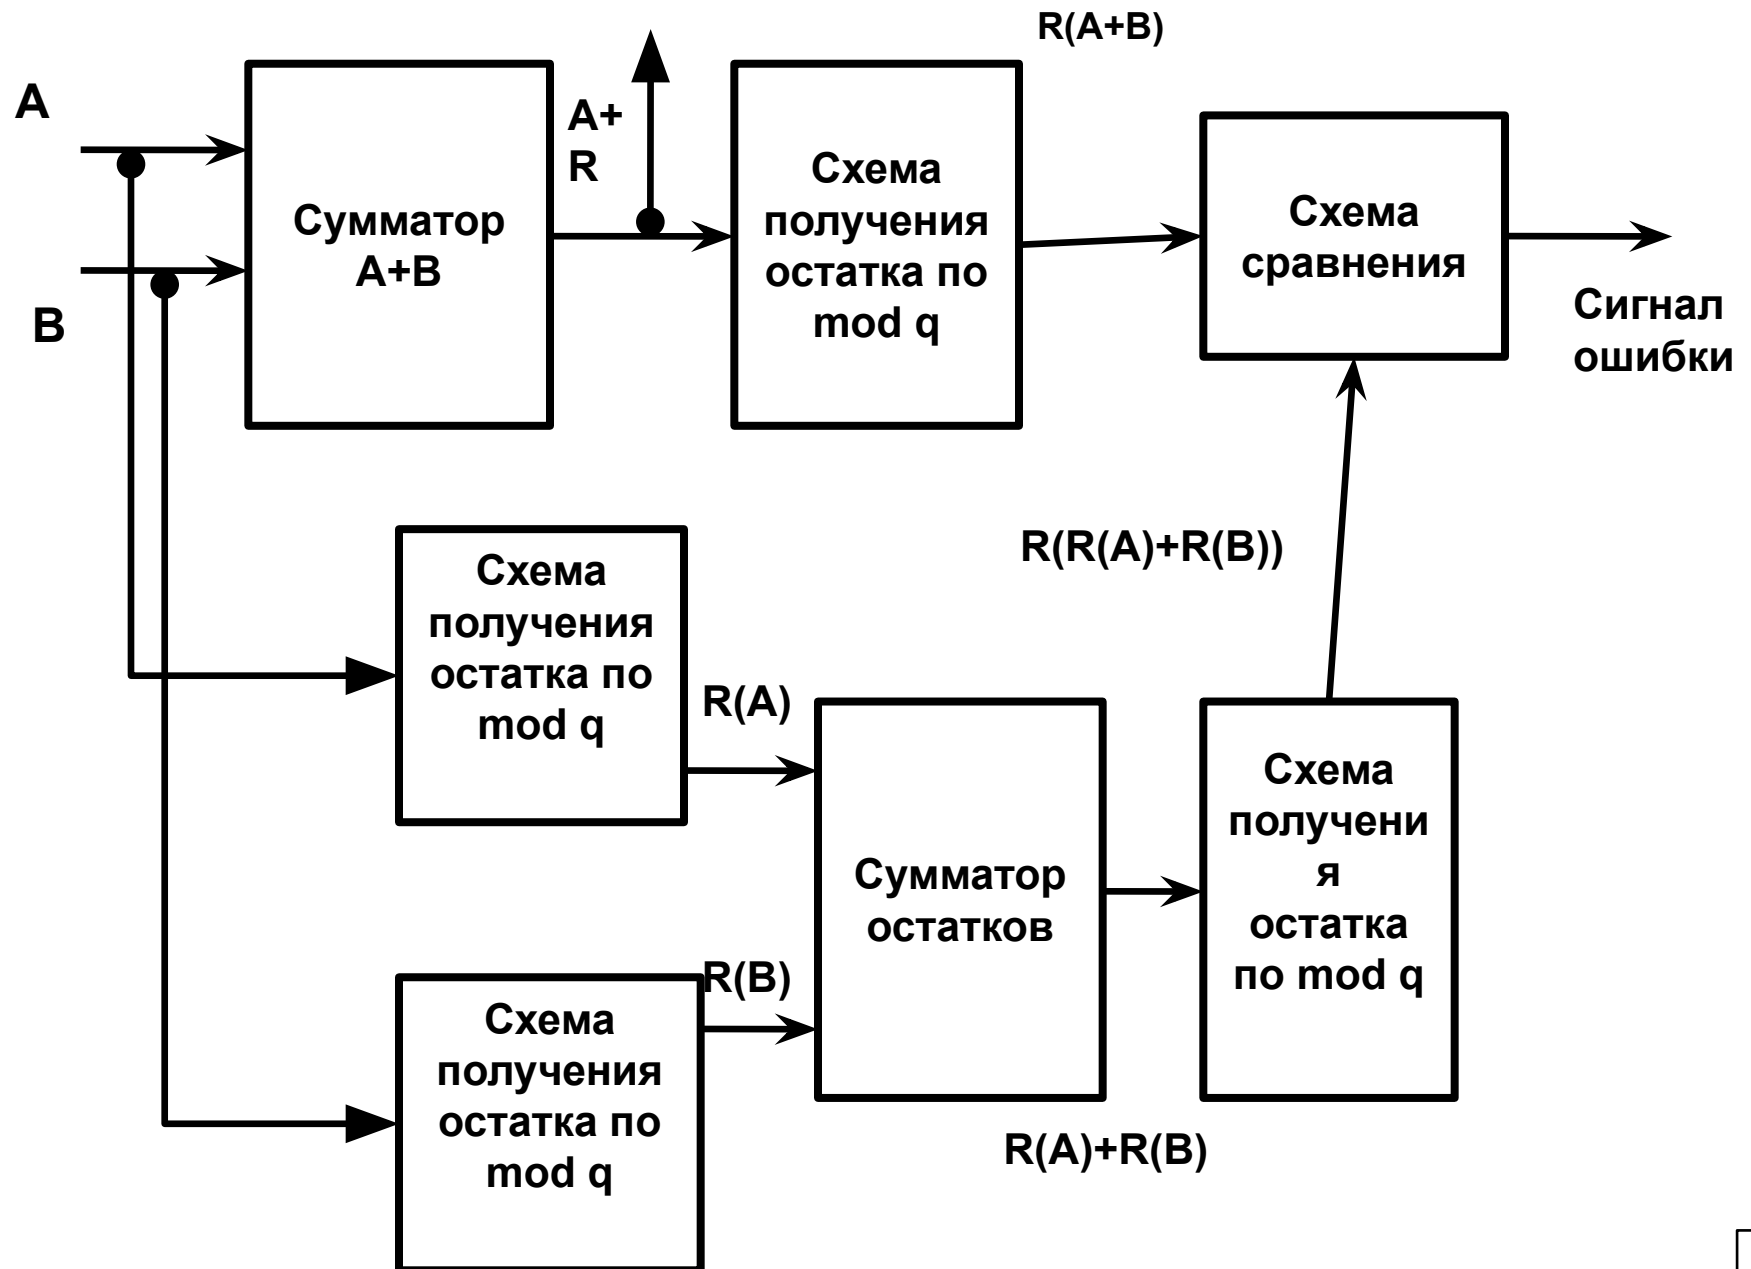 R(A+B)
A
A+
R
Сумматор
A+B
Схема
получения
остатка по
mod q
Схема
сравнения
B
Сигнал
ошибки
R(R(A)+R(B))
Схема
получения
остатка по
mod q
R(A)
Сумматор
остатков
Схема
получени
я
остатка
по mod q
R(B)
Схема
получения
остатка по
mod q
R(A)+R(B)